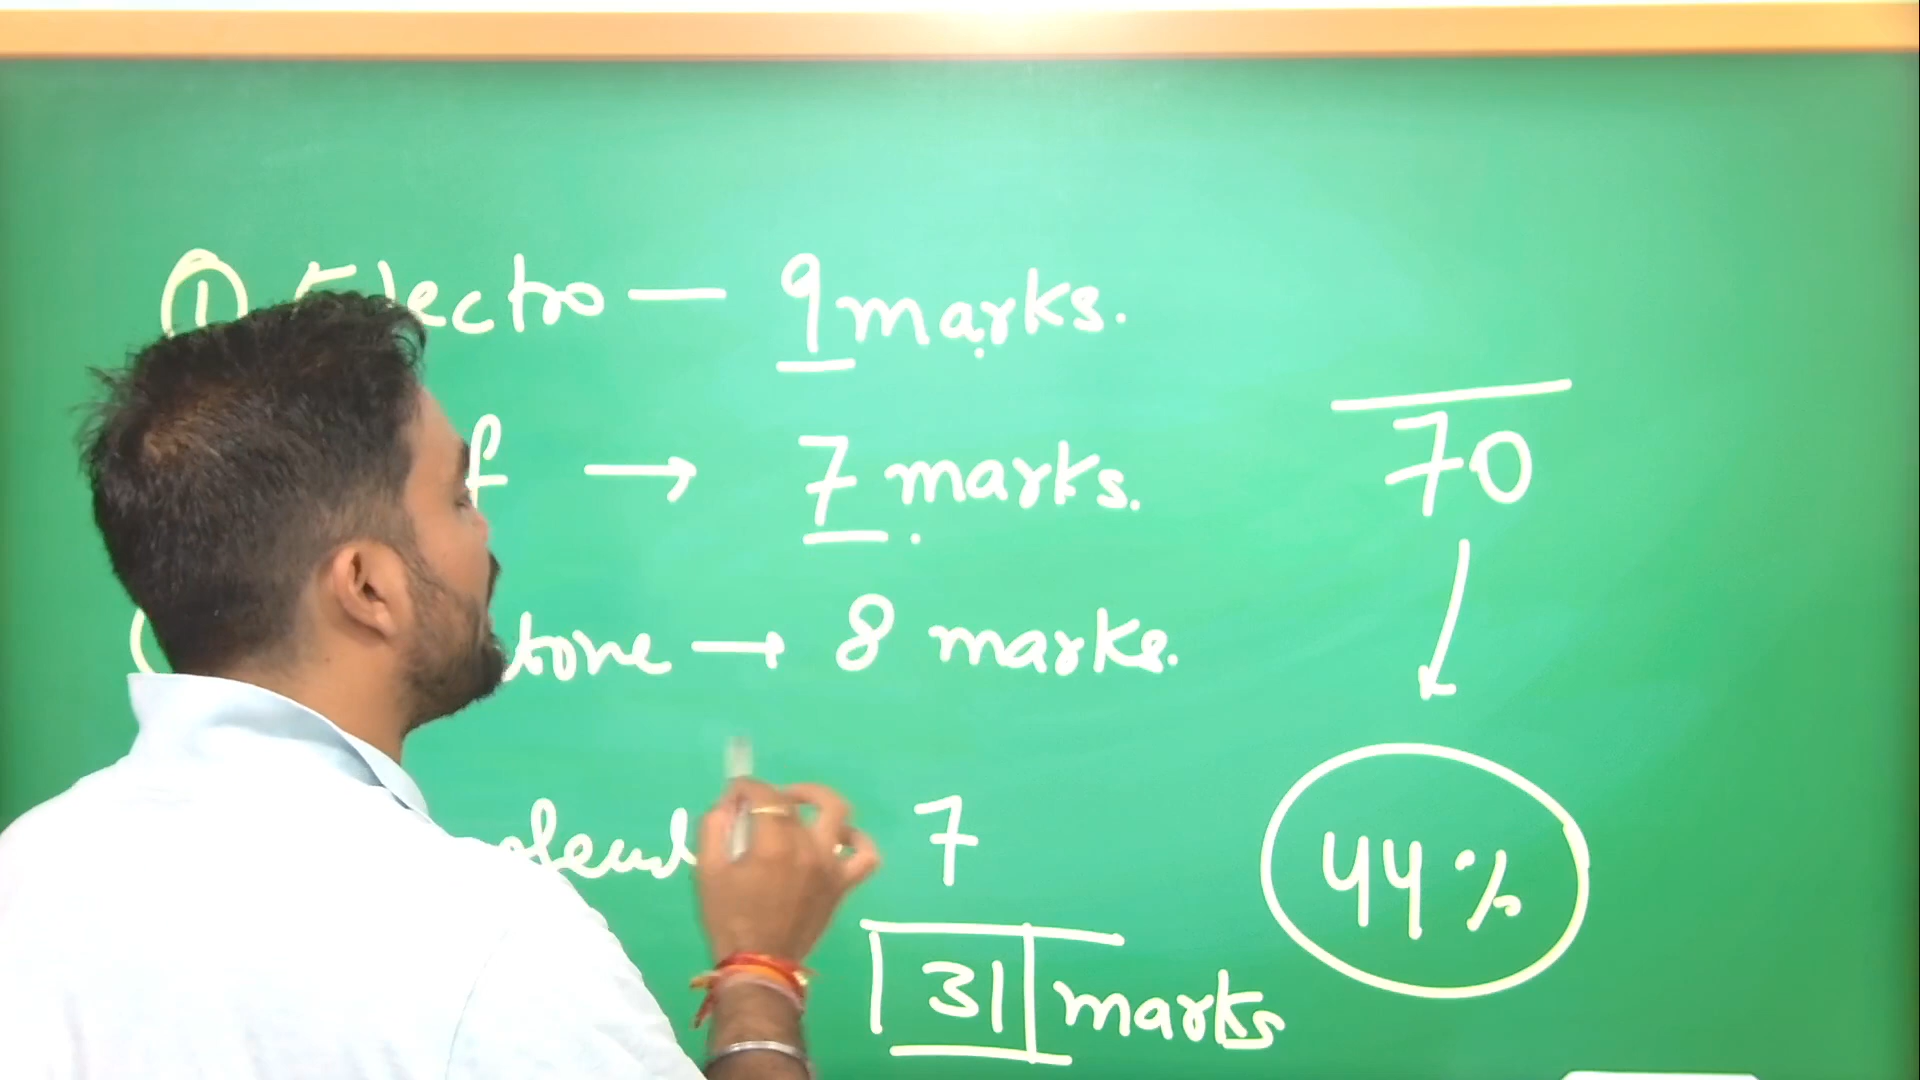 ① Electro — 9 marks.
f → 7 marks.
tone → 8 marks.
7
31 marks
70
↓
44%